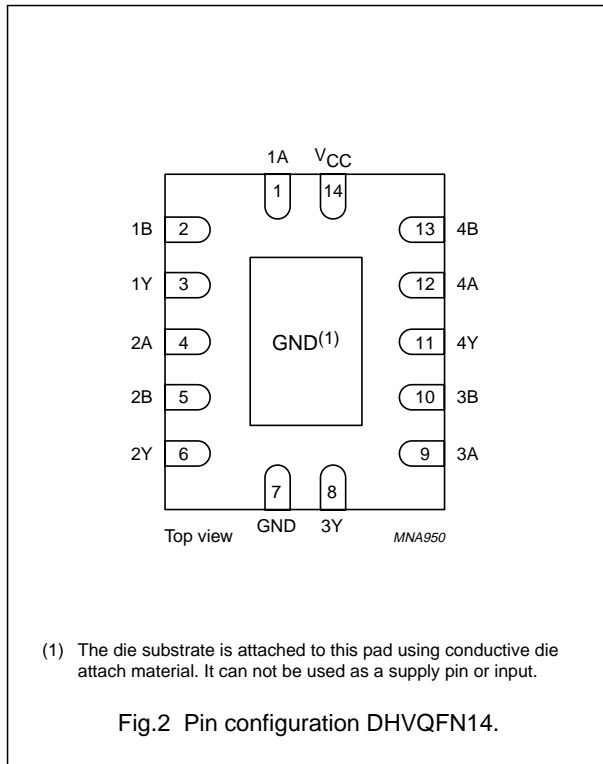 1A VCC
1 14
1B 2 13 4B
1Y 3 12 4A
2A 4 GND(1) 11 4Y
2B 5 10 3B
2Y 6 9 3A
7 8
Top view GND 3Y MNA950
(1) The die substrate is attached to this pad using conductive die
attach material. It can not be used as a supply pin or input.
Fig.2 Pin configuration DHVQFN14.